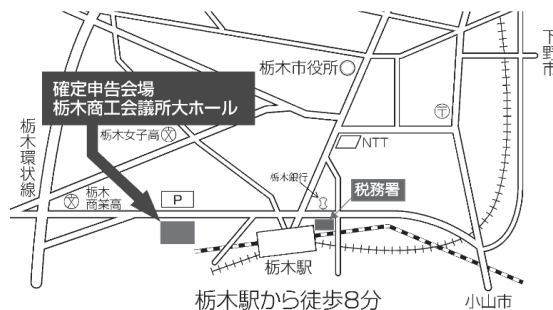 下野市
栃木市役所
確定申告会場
栃木商工会議所大ホール
栃木環状線
栃木女子高
NTT
栃木銀行
税務署
栃木
商業高
P
栃木駅
栃木駅から徒歩8分
小山市